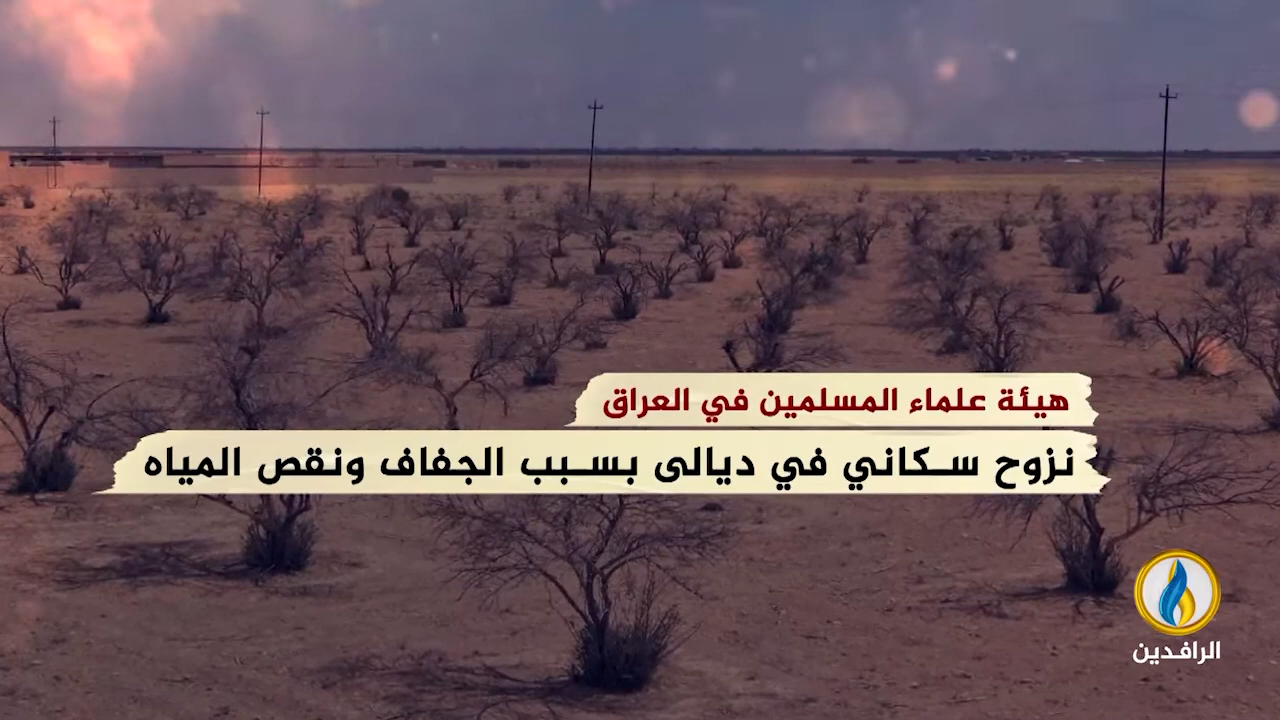 هيئة علماء المسلمين في العراق
نزوح سكاني في ديالى بسبب الجفاف ونقص المياه
الرافدين